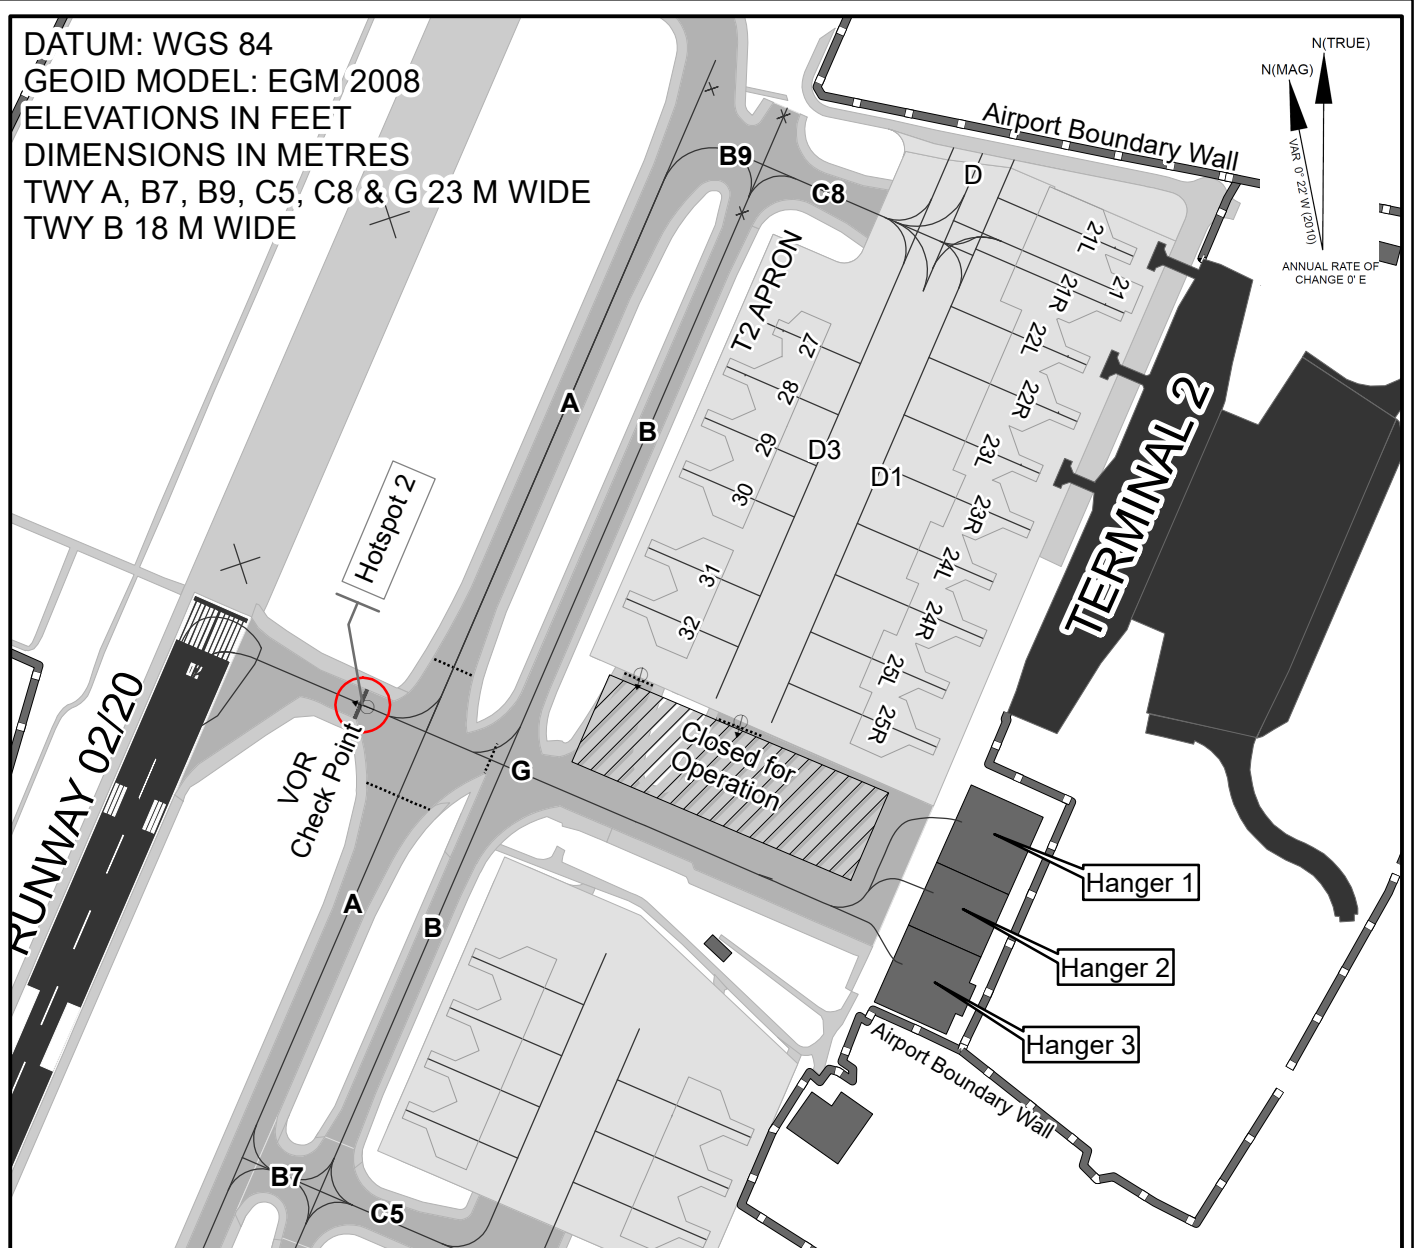 DATUM: WGS 84
GEOID MODEL: EGM 2008
ELEVATIONS IN FEET
DIMENSIONS IN METRES
TWY A, B7, B9, C5, C8 & G 23 M WIDE
TWY B 18 M WIDE
N(TRUE)
N(MAG)
VAR 0° 22' W (2010)
ANNUAL RATE OF
CHANGE 0' E
Airport Boundary Wall
B9
C8
D
21L
21
21R
T2 APRON
22L
27
22R
28
A
B
29
D3
23L
D1
30
23R
TERMINAL 2
Hotspot 2
24L
31
24R
32
25L
25R
RUNWAY 02/20
VOR
Check Point
G
Closed for
Operation
Hanger 1
A
B
Hanger 2
Hanger 3
Airport Boundary Wall
B7
C5